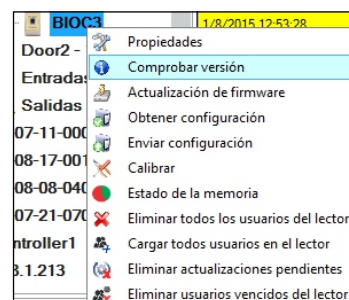 BIOC3
1/8/2015 12:53:28
Door2 -
Propiedades
Entradas
Comprobar versión
Salidas
Actualización de firmware
07-11-000
Obtener configuración
08-17-001
Enviar configuración
08-08-040
Calibrar
07-21-070
Estado de la memoria
ntroller1
Eliminar todos los usuarios del lector
3.1.213
Cargar todos usuarios en el lector
Eliminar actualizaciones pendientes
Eliminar usuarios vencidos del lector